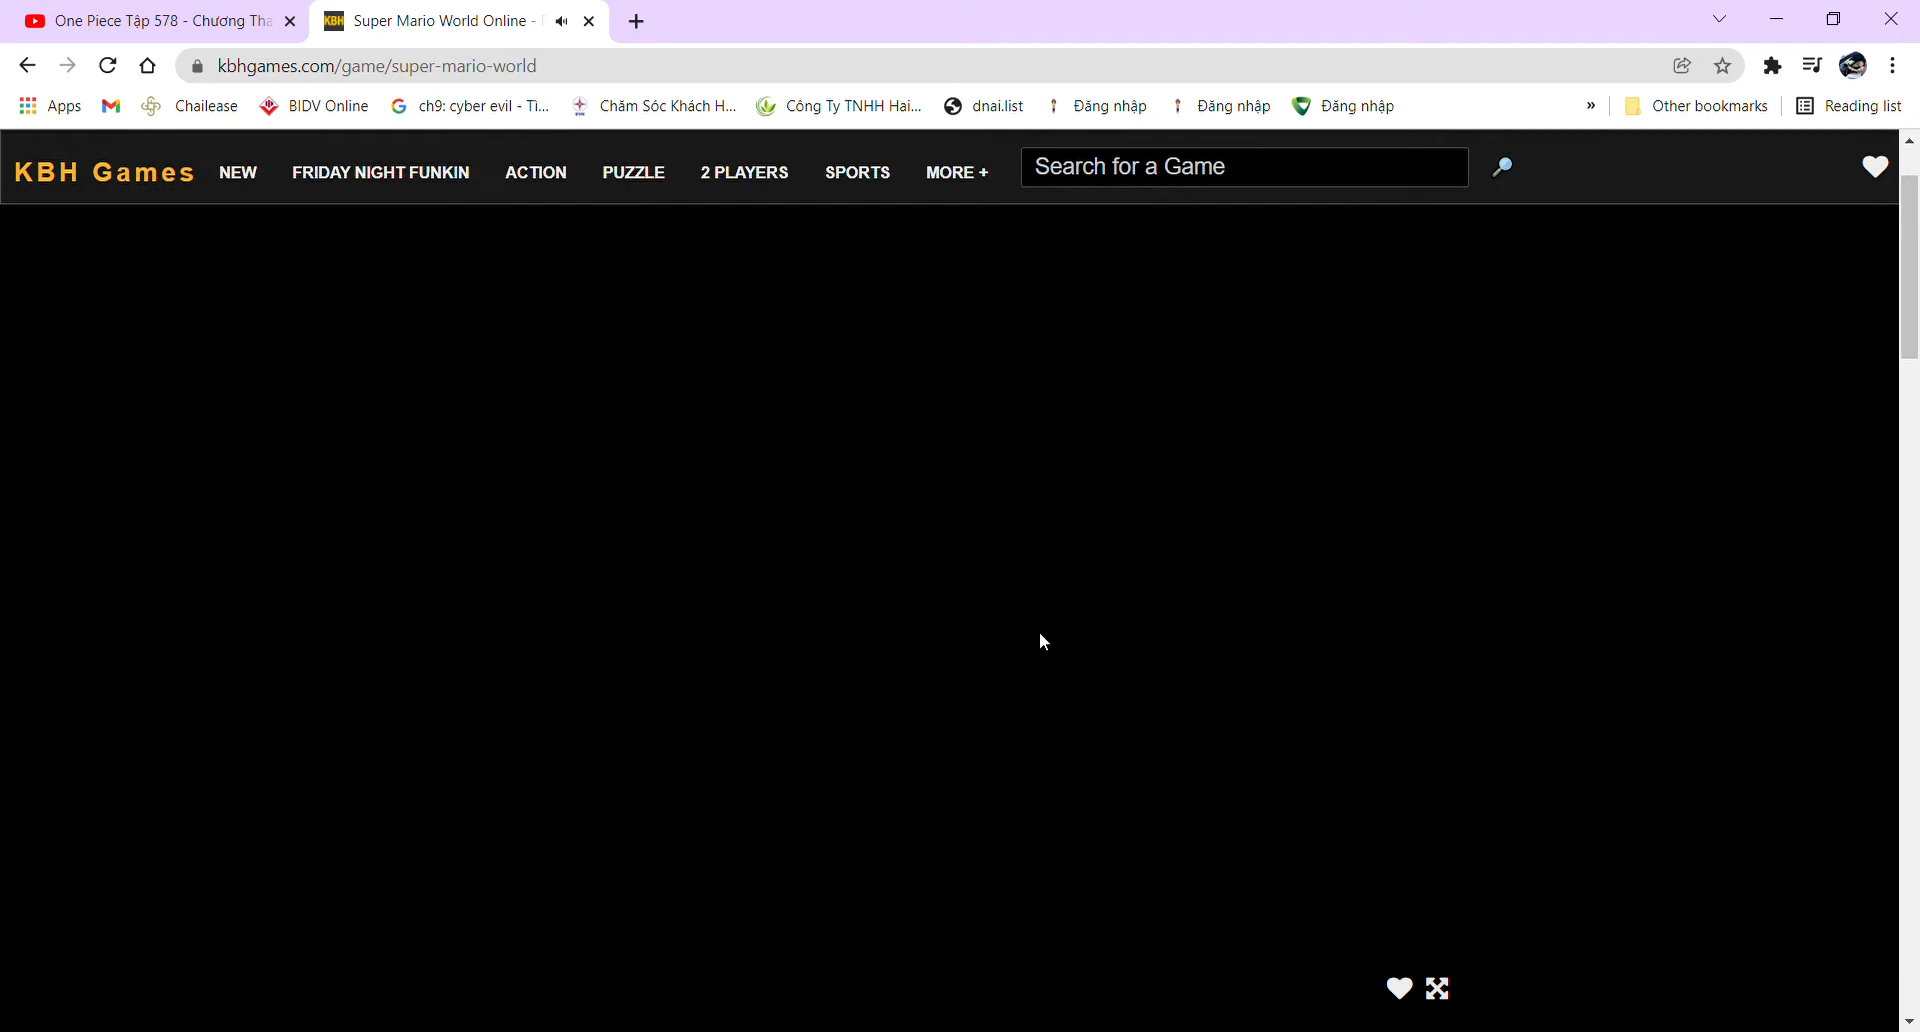 One Piece Tập 578 - Chương Tha
Super Mario World Online -
kbhgames.com/game/super-mario-world
Apps
Chailease
BIDV Online
ch9: cyber evil - Ti...
Chăm Sóc Khách H...
Công Ty TNHH Hai...
dnai.list
Đăng nhập
Đăng nhập
Đăng nhập
»
Other bookmarks
Reading list
KBH Games
NEW
FRIDAY NIGHT FUNKIN
ACTION
PUZZLE
2 PLAYERS
SPORTS
MORE +
Search for a Game